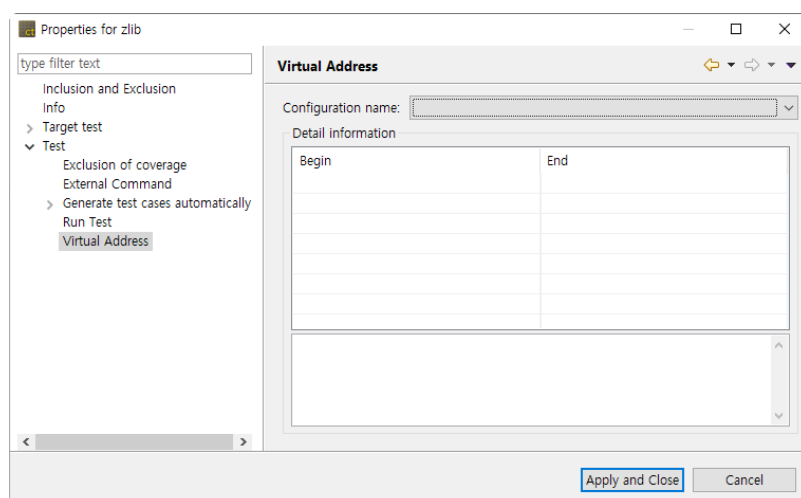 ct Properties for zlib
type filter text
Inclusion and Exclusion
Info
Target test
Test
Exclusion of coverage
External Command
Generate test cases automatically
Run Test
Virtual Address
Virtual Address
Configuration name:
Detail information
Begin End
Apply and Close Cancel